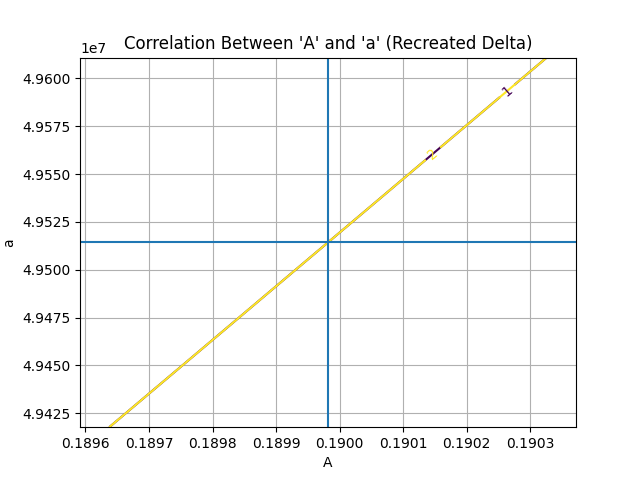 Correlation Between 'A' and 'a' (Recreated Delta)
1e7
4.9600
4.9575
4.9550
4.9525
4.9500
4.9475
4.9450
4.9425
a
1
0.1896 0.1897 0.1898 0.1899 0.1900 0.1901 0.1902 0.1903
A